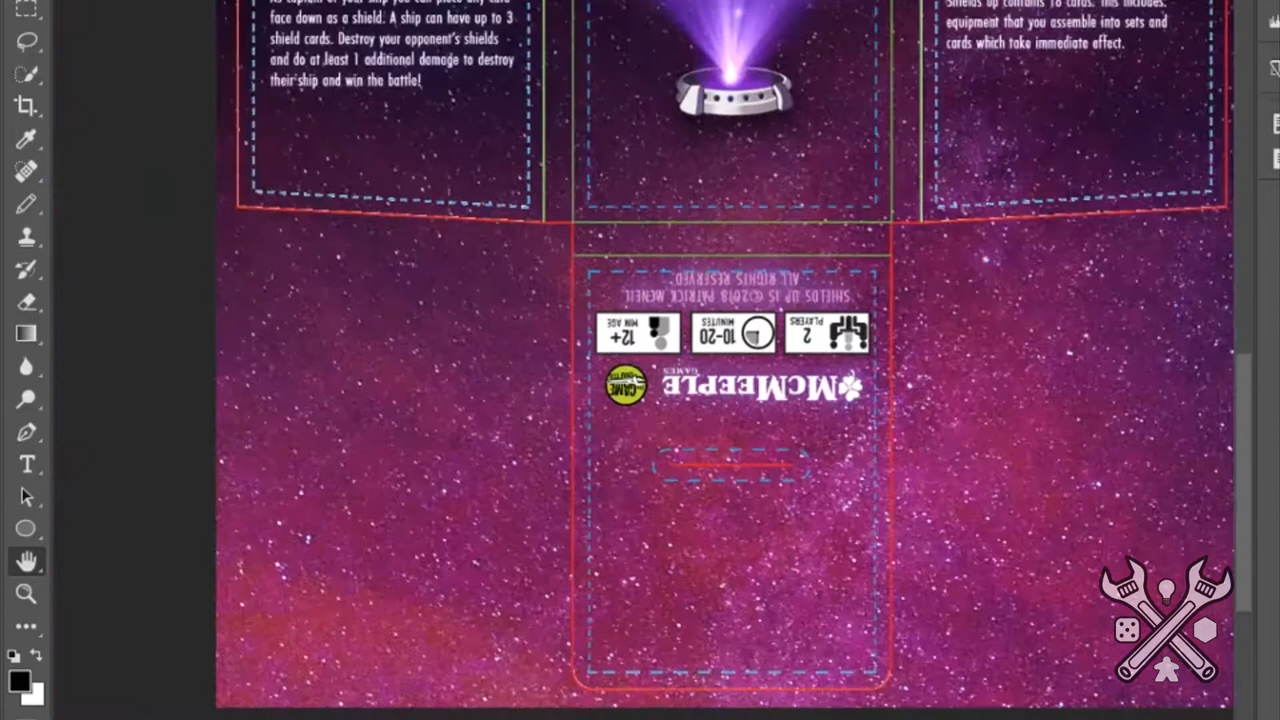 As captain of your ship you can place any card
face down as a shield. A ship can have up to 3
shield cards. Destroy your opponent's shields
and do at least 1 additional damage to destroy
their ship and win the battle!
Shields up contains 18 cards. This includes:
equipment that you assemble into sets and
cards which take immediate effect.
McMEEPLE
GAMES
THE GAME CRAFTER
2
PLAYERS
10-20
MINUTES
12+
MIN AGE
SHIELDS UP IS ©2018 PATRICK MCNEIL
ALL RIGHTS RESERVED
T